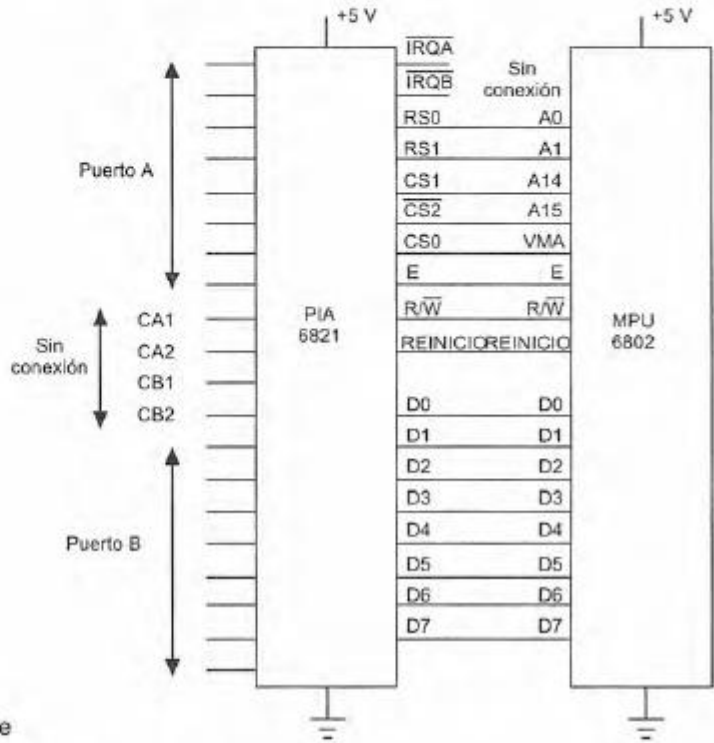 +5 V
+5 V
IRQA
IRQB
Sin
conexión
RS0 A0
RS1 A1
Puerto A
CS1 A14
CS2 A15
CS0 VMA
E E
R/W R/W
PIA
6821
MPU
6802
REINICIO REINICIO
CA1
CA2
CB1
CB2
Sin
conexión
D0 D0
D1 D1
D2 D2
D3 D3
Puerto B
D4 D4
D5 D5
D6 D6
D7 D7
e